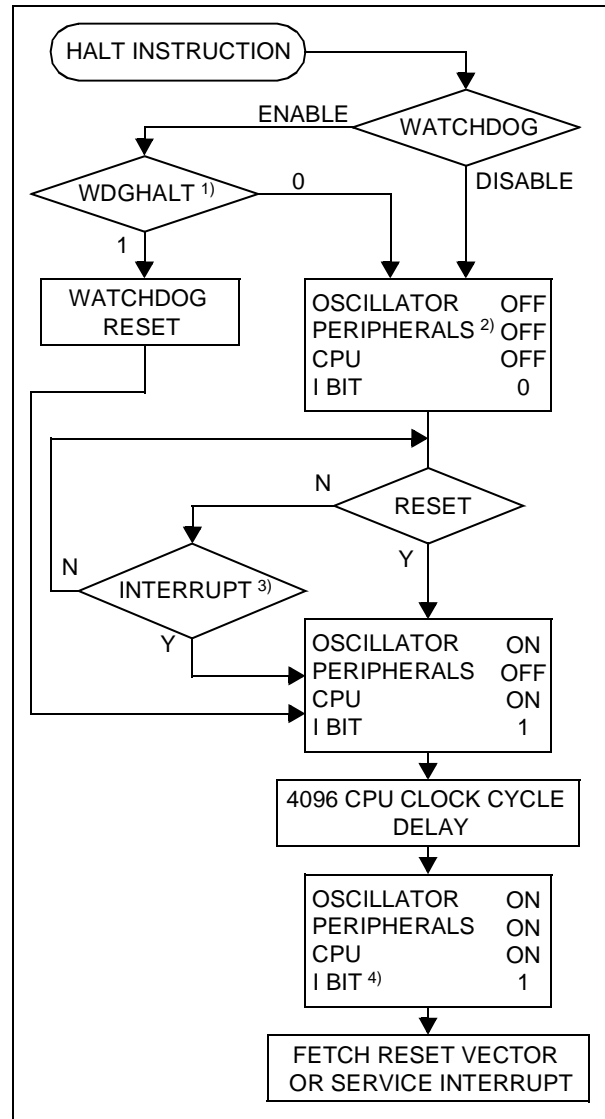 HALT INSTRUCTION
ENABLE
WATCHDOG
WDGHALT 1)
0
DISABLE
1
WATCHDOG
RESET
OSCILLATOR OFF
PERIPHERALS 2) OFF
CPU OFF
I BIT 0
N
RESET
N
Y
INTERRUPT 3)
Y
OSCILLATOR ON
PERIPHERALS OFF
CPU ON
I BIT 1
4096 CPU CLOCK CYCLE
DELAY
OSCILLATOR ON
PERIPHERALS ON
CPU ON
I BIT 4) 1
FETCH RESET VECTOR
OR SERVICE INTERRUPT